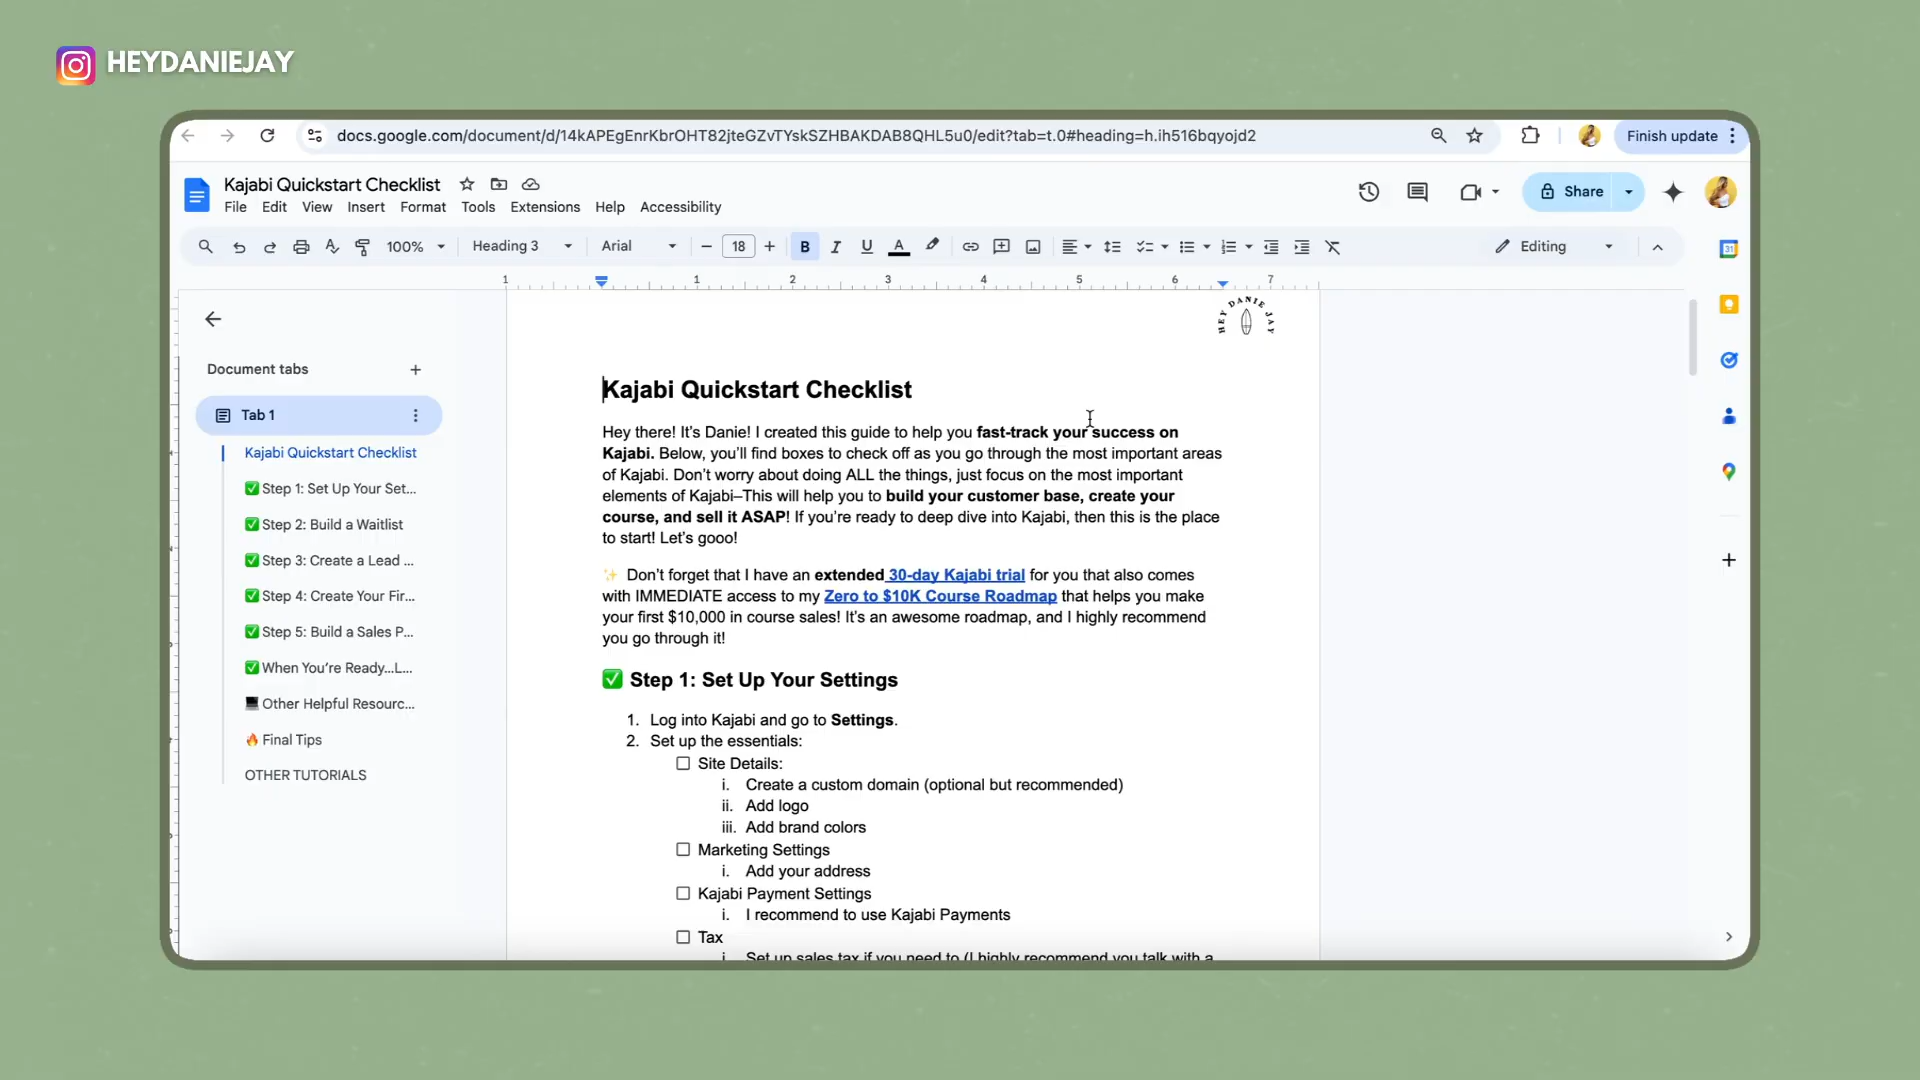 HEYDANIEJAY
docs.google.com/document/d/14kAPEgEnrKbrOHT82jteGZvTYskSZHBAKDAB8QHL5u0/edit?tab=t.0#heading=h.ih516bqyojd2
Finish update
Kajabi Quickstart Checklist
File Edit View Insert Format Tools Extensions Help Accessibility
Share
100% Heading 3 Arial 18 B I U A Editing
1 1 2 3 4 5 6 7
HEY DANIE JAY
Document tabs
Tab 1
Kajabi Quickstart Checklist
Step 1: Set Up Your Set...
Step 2: Build a Waitlist
Step 3: Create a Lead ...
Step 4: Create Your Fir...
Step 5: Build a Sales P...
When You're Ready...L...
Other Helpful Resourc...
Final Tips
OTHER TUTORIALS
Kajabi Quickstart Checklist
Hey there! It's Danie! I created this guide to help you fast-track your success on
Kajabi. Below, you'll find boxes to check off as you go through the most important areas
of Kajabi. Don't worry about doing ALL the things, just focus on the most important
elements of Kajabi–This will help you to build your customer base, create your
course, and sell it ASAP! If you're ready to deep dive into Kajabi, then this is the place
to start! Let's gooo!
✨ Don't forget that I have an extended 30-day Kajabi trial for you that also comes
with IMMEDIATE access to my Zero to $10K Course Roadmap that helps you make
your first $10,000 in course sales! It's an awesome roadmap, and I highly recommend
you go through it!
✅ Step 1: Set Up Your Settings
1. Log into Kajabi and go to Settings.
2. Set up the essentials:
Site Details:
i. Create a custom domain (optional but recommended)
ii. Add logo
iii. Add brand colors
Marketing Settings
i. Add your address
Kajabi Payment Settings
i. I recommend to use Kajabi Payments
Tax
i. Set up sales tax if you need to (I highly recommend you talk with a